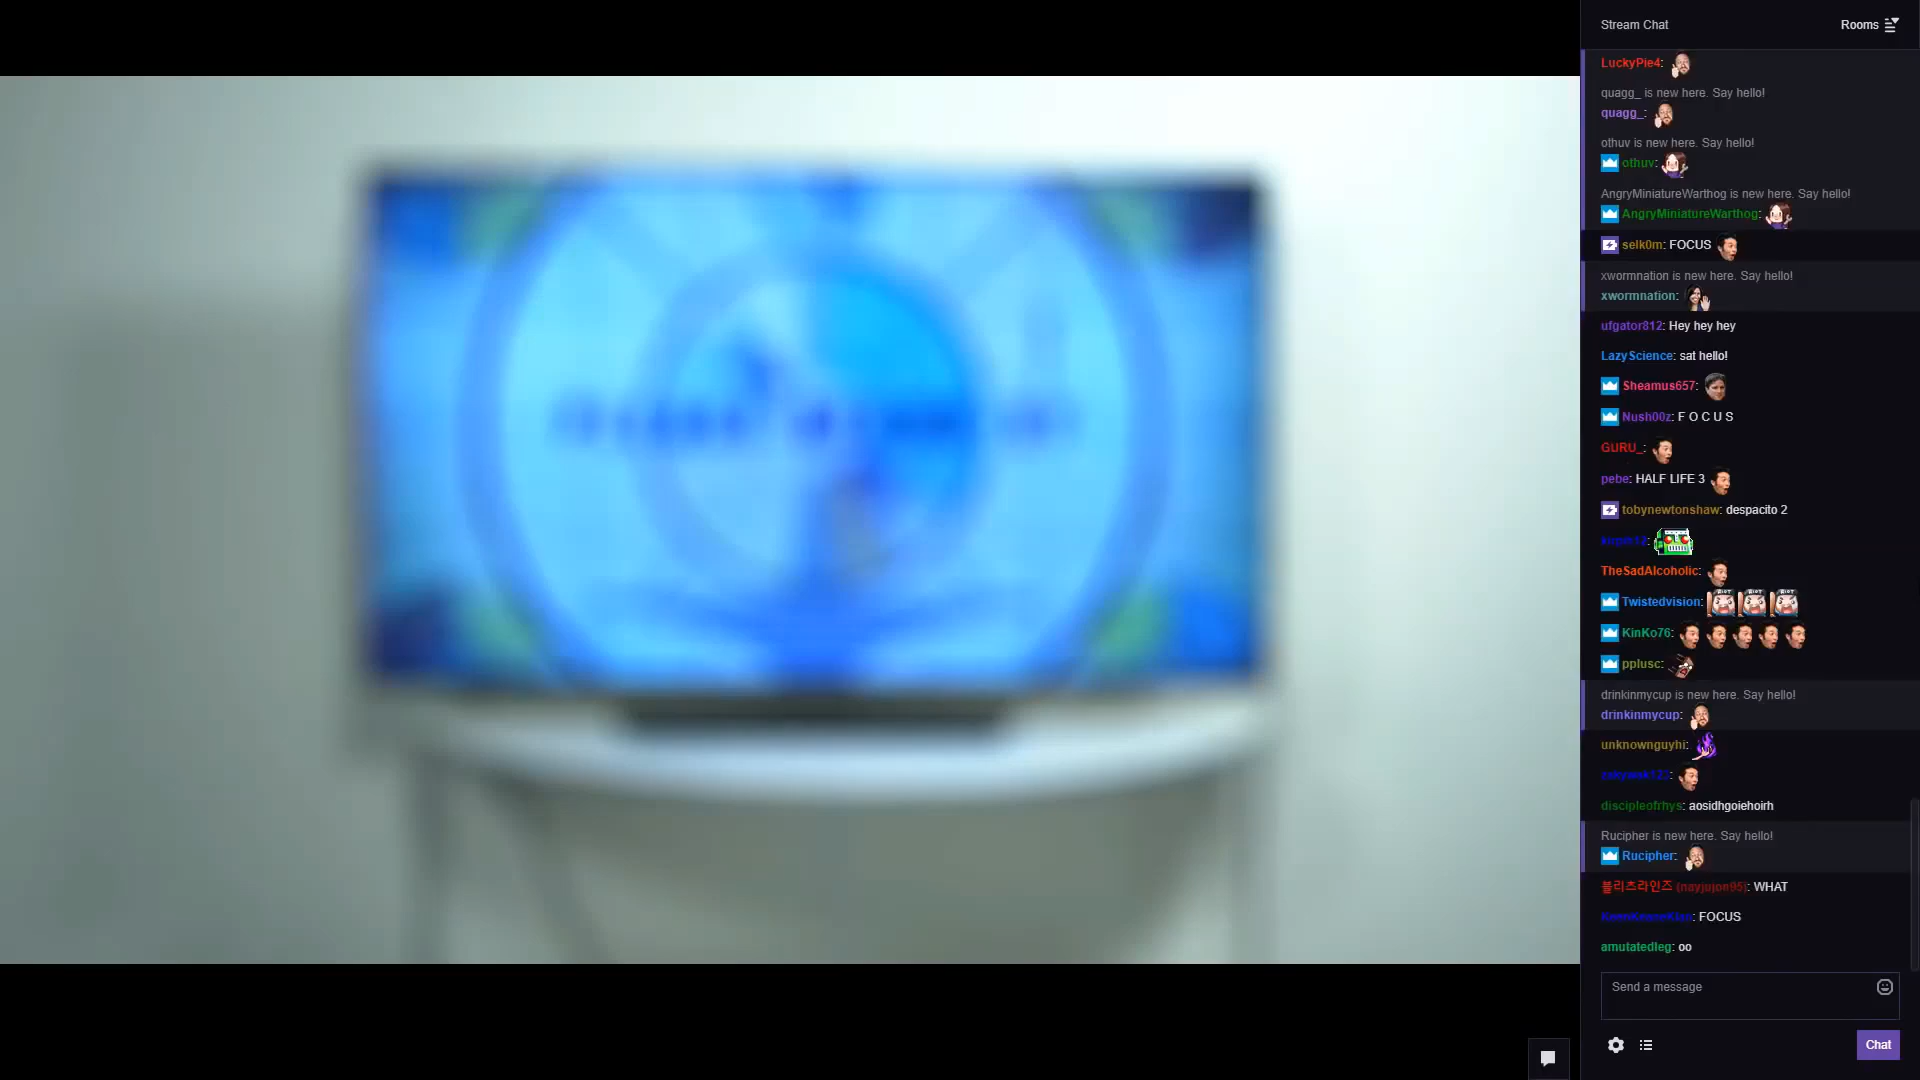 Stream Chat
Rooms
LuckyPie4:
quagg_ is new here. Say hello!
quagg_:
othuv is new here. Say hello!
othuv:
AngryMiniatureWarthog is new here. Say hello!
AngryMiniatureWarthog:
selk0m: FOCUS
xwormnation is new here. Say hello!
xwormnation:
ufgator812: Hey hey hey
LazyScience: sat hello!
Sheamus657:
Nush00z: F O C U S
GURU_:
pebe: HALF LIFE 3
tobynewtonshaw: despacito 2
TheSadAlcoholic:
Twistedvision:
KinKo76:
pplusc:
drinkinmycup is new here. Say hello!
drinkinmycup:
unknownguyhi:
discipleofrhys: aosidhgoiehoirh
Rucipher is new here. Say hello!
Rucipher:
블리츠라인즈 (nayjujon95): WHAT
: FOCUS
amutatedleg: oo
Send a message
Chat